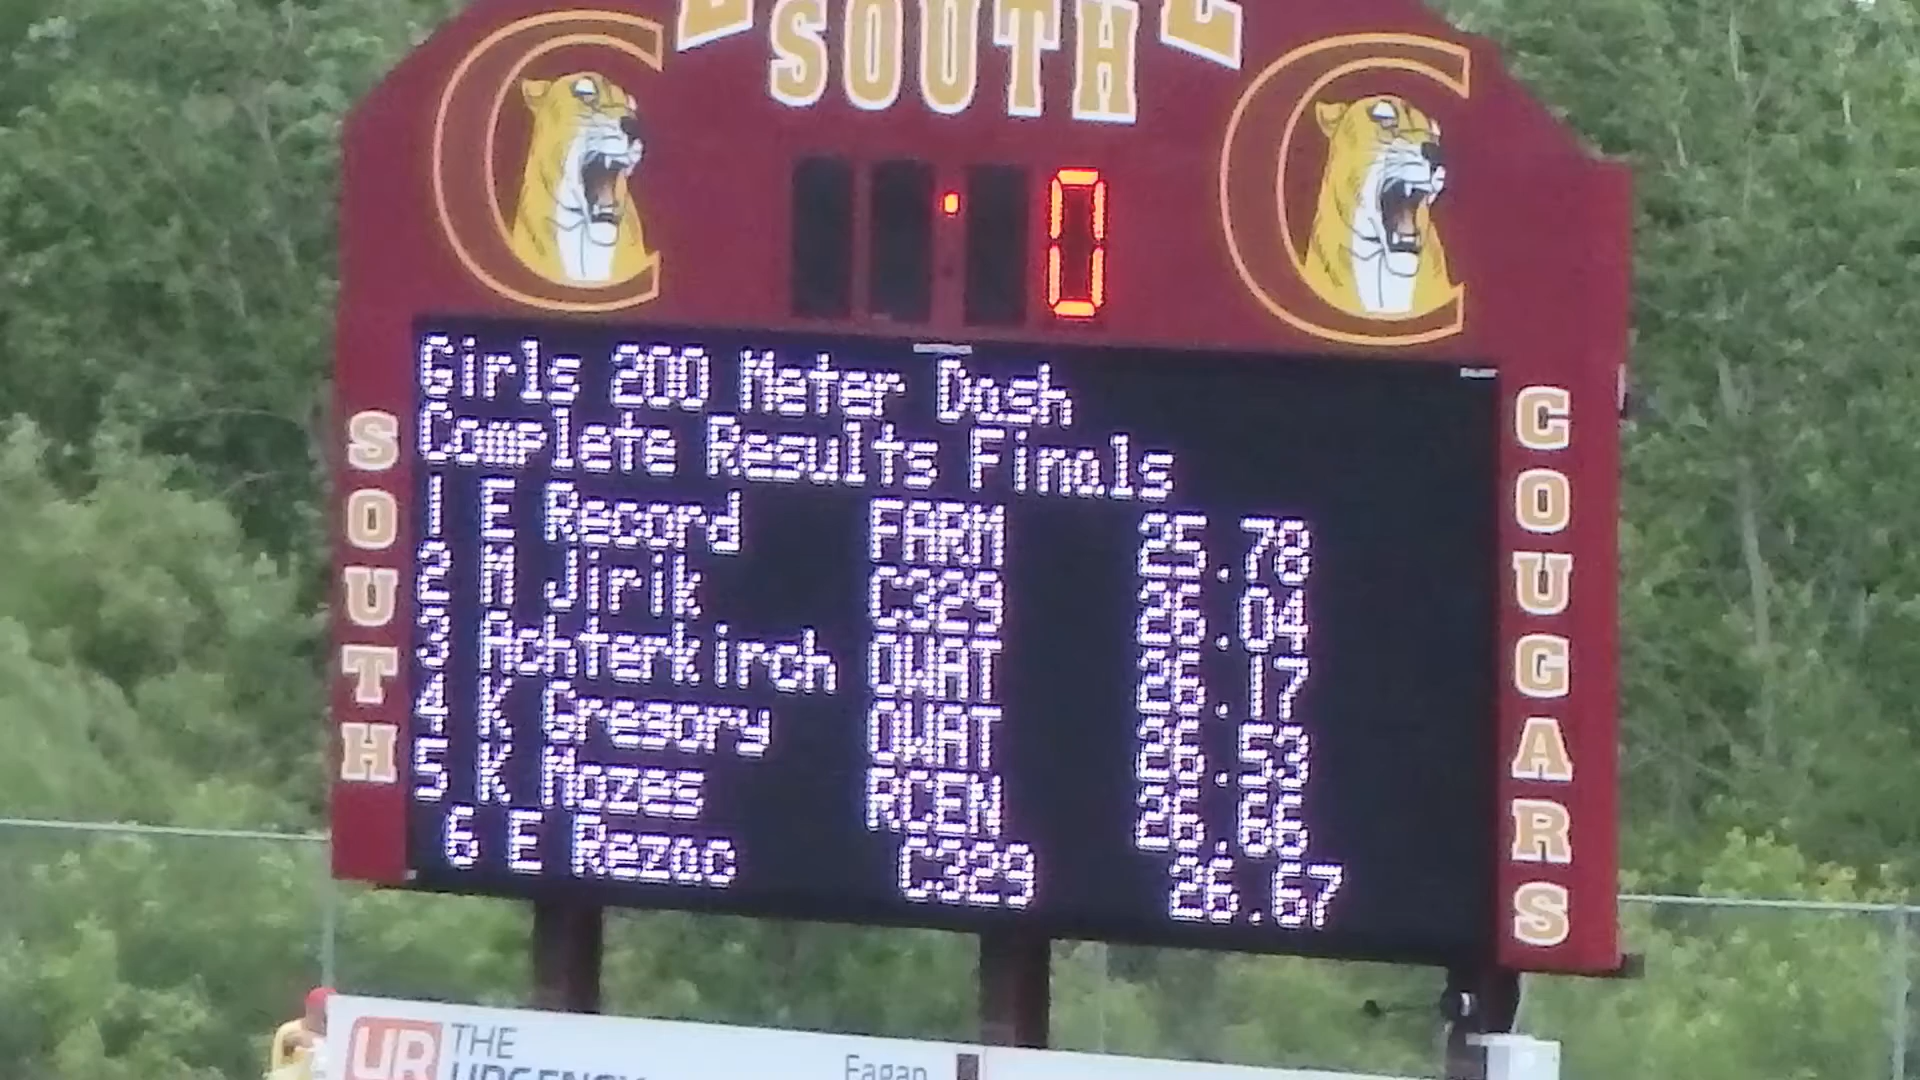 SOUTH
0
Girls 200 Meter Dash
Complete Results Finals
1 E Record FARM 25.78
2 M Jirik C329 26.04
3 Achterkirch OWAT 26.17
4 K Gregory OWAT 26.53
5 K Mozes RCEN 26.66
6 E Rezac C329 26.67
SOUTH
COUGARS
UR THE
Eagan